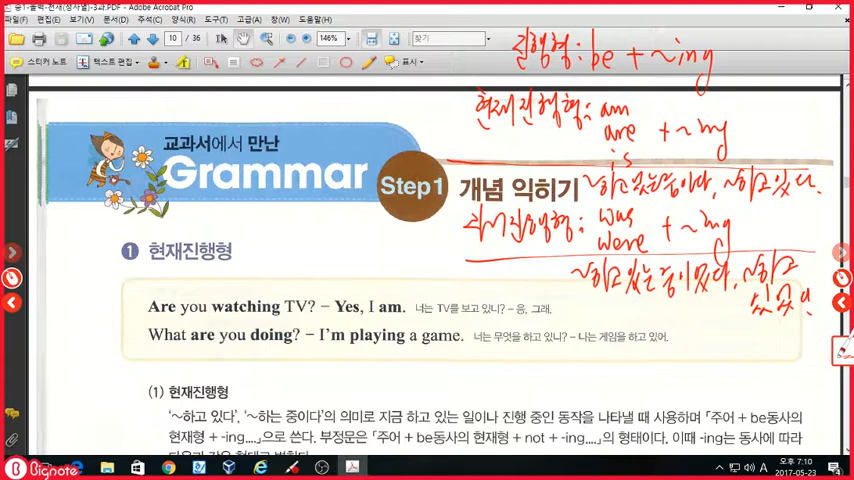 중1-블랙-천재(정사열)-3과.PDF - Adobe Acrobat Pro
파일(F) 편집(E) 보기(V) 문서(D) 주석(C) 양식(R) 도구(T) 고급(A) 창(W) 도움말(H)
10 / 36 146% 찾기
스티커 노트 텍스트 편집 표시
진행형: be + ~ing
현재진행형: am
are + ~ing
is
~하고 있는 중이다, ~하고 있다.
과거진행형: was
were + ~ing
~하고 있는 중이었다, ~하고
있었다.
교과서에서 만난
Grammar
Step1 개념 익히기
1 현재진행형
Are you watching TV? – Yes, I am. 너는 TV를 보고 있니? – 응, 그래.
What are you doing? – I'm playing a game. 너는 무엇을 하고 있니? – 나는 게임을 하고 있어.
(1) 현재진행형
'~하고 있다', '~하는 중이다'의 의미로 지금 하고 있는 일이나 진행 중인 동작을 나타낼 때 사용하며 「주어 + be동사의
현재형 + -ing....」으로 쓴다. 부정문은 「주어 + be동사의 현재형 + not + -ing....」의 형태이다. 이때 -ing는 동사에 따라
Bignote
A 오후 7:10
2017-05-23